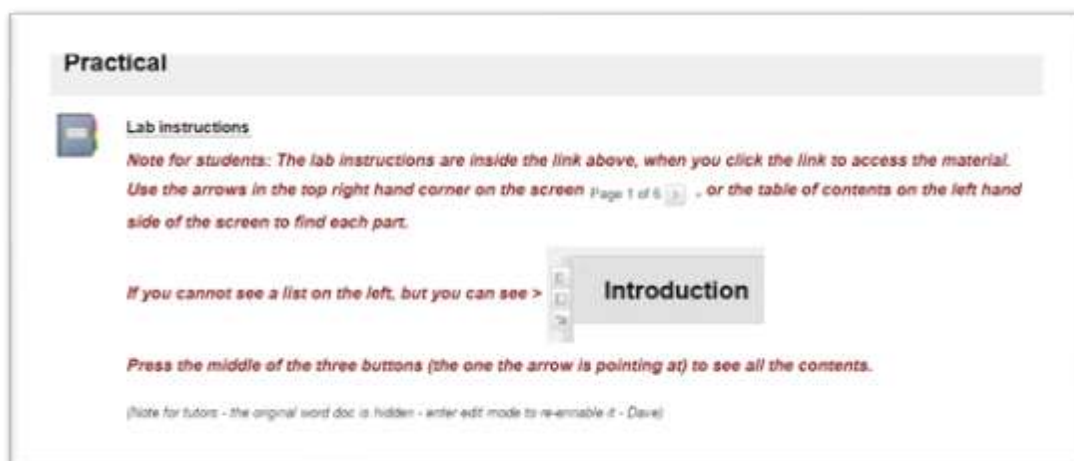 Practical
Lab instructions
Note for students: The lab instructions are inside the link above, when you click the link to access the material.
Use the arrows in the top right hand corner on the screen Page 1 of 6 > , or the table of contents on the left hand
side of the screen to find each part.
If you cannot see a list on the left, but you can see > Introduction
Press the middle of the three buttons (the one the arrow is pointing at) to see all the contents.
(Note for tutors - the original word doc is hidden - enter edit mode to re-ennable it - Dave)